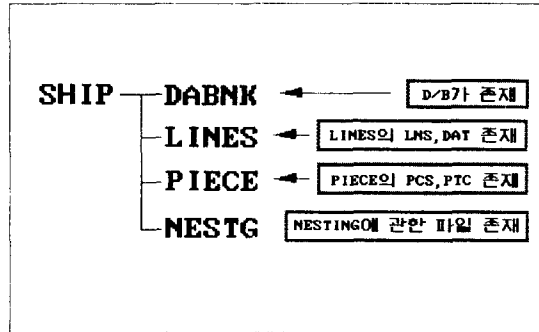 SHIP DABNK D/B가 존재
LINES LINES의 LNS,DAT 존재
PIECE PIECE의 PCS,PTC 존재
NESTG NESTING에 관한 파일 존재